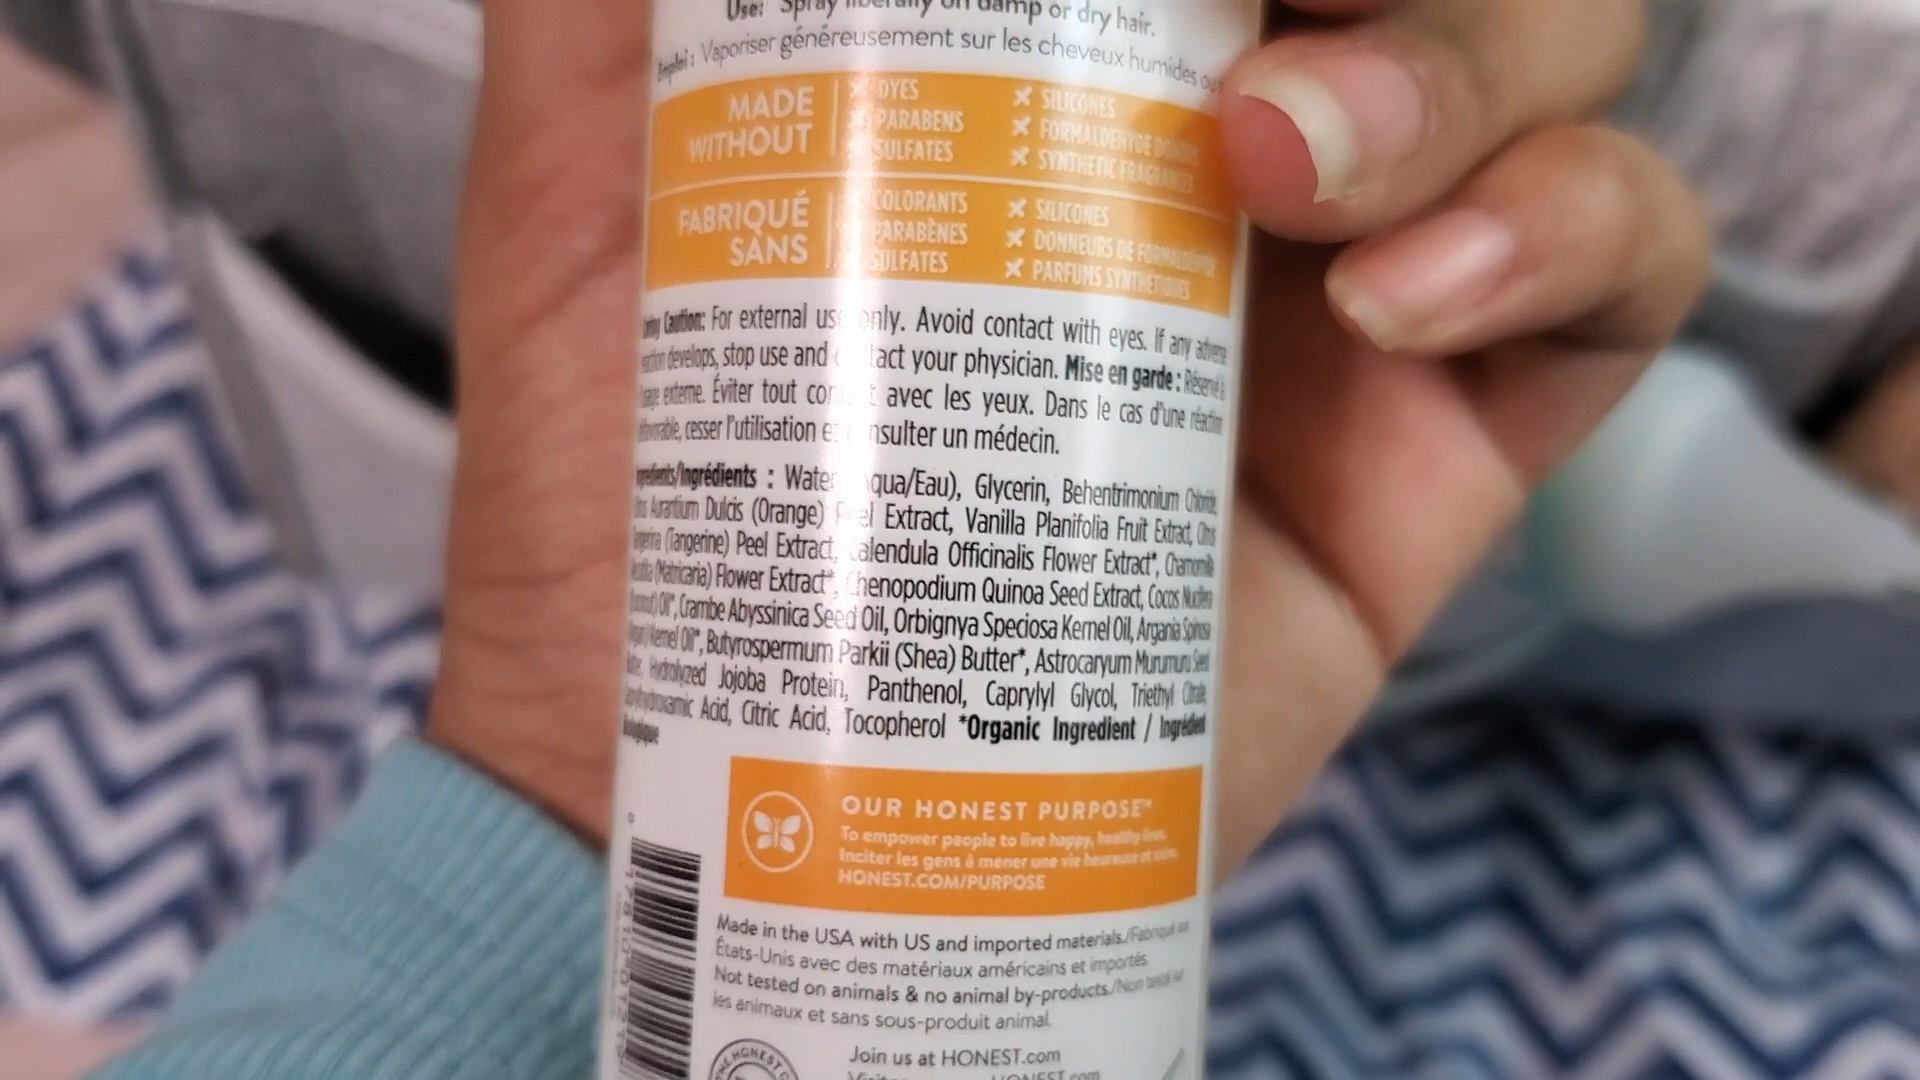 Use: Spray liberally on damp or dry hair.
Emploi : Vaporiser généreusement sur les cheveux humides ou
MADE WITHOUT
DYES
PARABENS
SULFATES
SILICONES
FORMALDEHYDE DONORS
SYNTHETIC FRAGRANCES
FABRIQUÉ SANS
COLORANTS
PARABÈNES
SULFATES
SILICONES
DONNEURS DE FORMALDÉHYDE
PARFUMS SYNTHÉTIQUES
Caution: For external use only. Avoid contact with eyes. If any adverse
develops, stop use and contact your physician. Mise en garde : Réservé à
externe. Éviter tout contact avec les yeux. Dans le cas d'une réaction
cesser l'utilisation et consulter un médecin.
Ingredients/Ingrédients : Water (Aqua/Eau), Glycerin, Behentrimonium Chloride,
Aurantium Dulcis (Orange) Peel Extract, Vanilla Planifolia Fruit Extract, Citrus
Tangerina (Tangerine) Peel Extract, Calendula Officinalis Flower Extract*, Chamomilla
(Matricaria) Flower Extract*, Chenopodium Quinoa Seed Extract, Cocos Nucifera
(Coconut) Oil*, Crambe Abyssinica Seed Oil, Orbignya Speciosa Kernel Oil, Argania Spinosa
Kernel Oil*, Butyrospermum Parkii (Shea) Butter*, Astrocaryum Murumuru Seed
Butter, Hydrolyzed Jojoba Protein, Panthenol, Caprylyl Glycol, Triethyl Citrate,
Caprylhydroxamic Acid, Citric Acid, Tocopherol *Organic Ingredient / Ingrédient
Biologique
OUR HONEST PURPOSE™
To empower people to live happy, healthy lives.
Inciter les gens à mener une vie heureuse et saine.
HONEST.COM/PURPOSE
Made in the USA with US and imported materials./Fabriqué aux
États-Unis avec des matériaux américains et importés.
Not tested on animals & no animal by-products./Non testé sur
les animaux et sans sous-produit animal.
THE HONEST
Join us at HONEST.com
HONEST.com